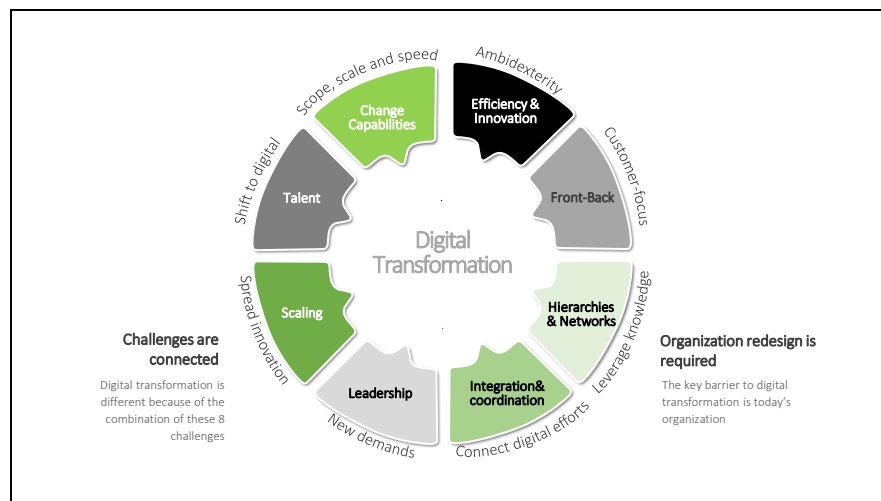 Scope, scale and speed
Ambidexterity
Change
Capabilities
Efficiency &
Innovation
Shift to digital
Customer-focus
Talent
Front-Back
Digital
Transformation
Scaling
Hierarchies
& Networks
Spread innovation
Leverage knowledge
Leadership
Integration&
coordination
New demands
Connect digital efforts
Challenges are
connected
Digital transformation is
different because of the
combination of these 8
challenges
Organization redesign is
required
The key barrier to digital
transformation is today's
organization